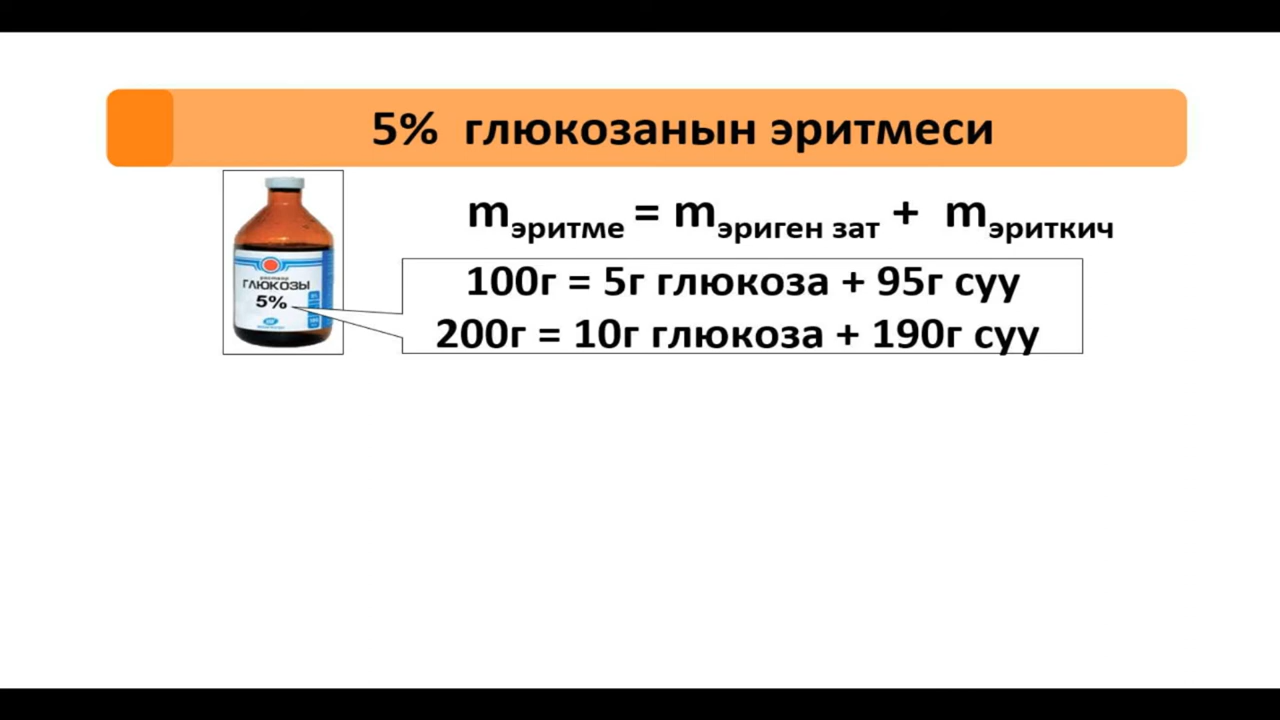 5% глюкозанын эритмеси
mэритме = mэриген зат + mэриткич
100г = 5г глюкоза + 95г суу
200г = 10г глюкоза + 190г суу
ГЛЮКОЗЫ
5%